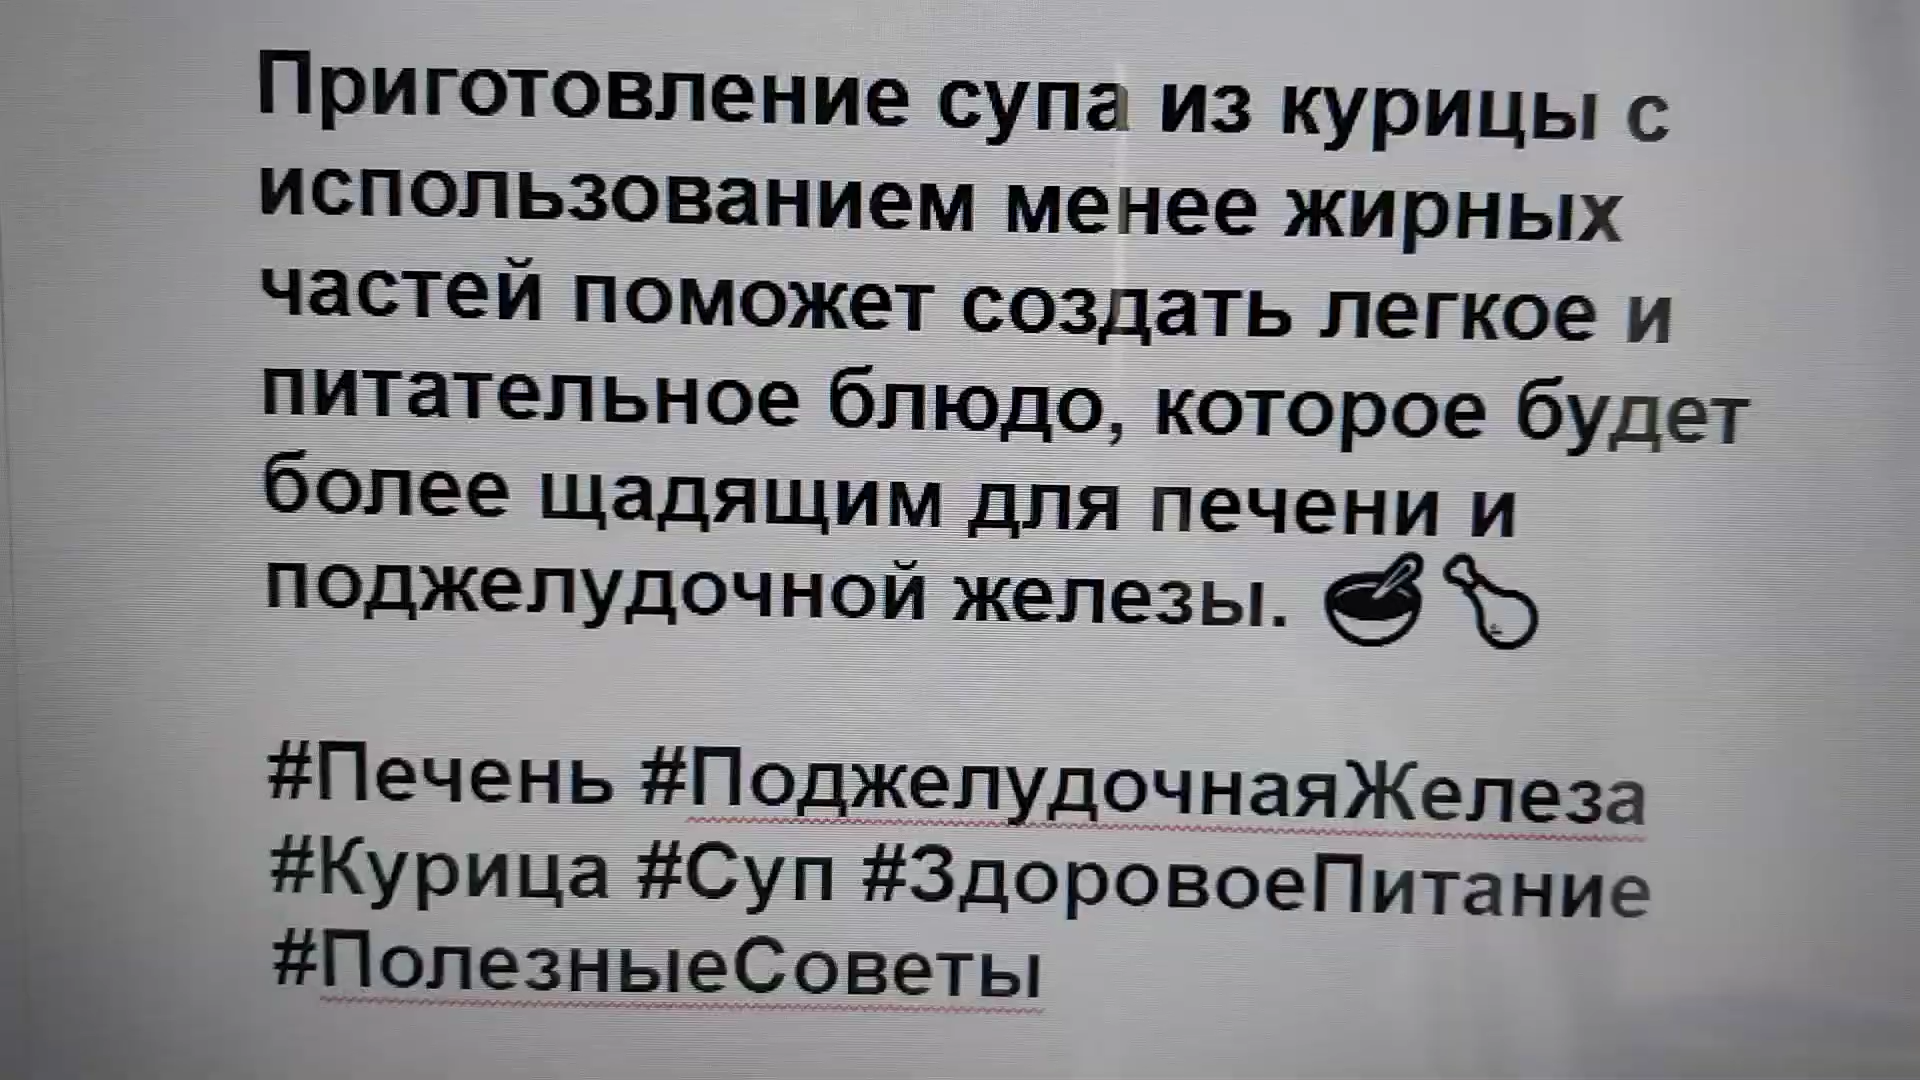 Приготовление супа из курицы с
использованием менее жирных
частей поможет создать легкое и
питательное блюдо, которое будет
более щадящим для печени и
поджелудочной железы. 🥣🍗
#Печень #ПоджелудочнаяЖелеза
#Курица #Суп #ЗдоровоеПитание
#ПолезныеСоветы